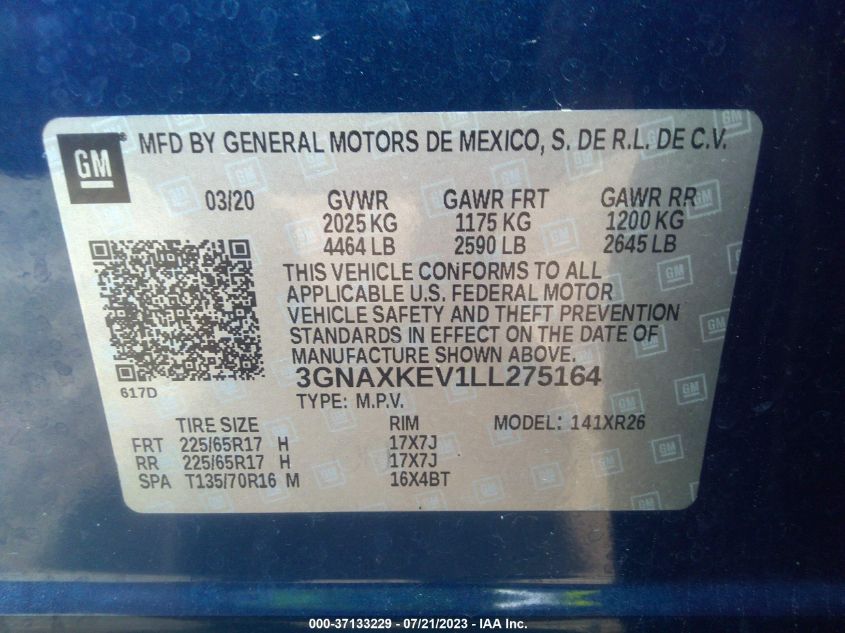 GM
MFD BY GENERAL MOTORS DE MEXICO, S. DE R.L. DE C.V.
03/20 GVWR GAWR FRT GAWR RR
2025 KG 1175 KG 1200 KG
4464 LB 2590 LB 2645 LB
THIS VEHICLE CONFORMS TO ALL
APPLICABLE U.S. FEDERAL MOTOR
VEHICLE SAFETY AND THEFT PREVENTION
STANDARDS IN EFFECT ON THE DATE OF
MANUFACTURE SHOWN ABOVE.
617D
3GNAXKEV1LL275164
TYPE: M.P.V.
TIRE SIZE RIM MODEL: 141XR26
FRT 225/65R17 H 17X7J
RR 225/65R17 H 17X7J
SPA T135/70R16 M 16X4BT
000-37133229 - 07/21/2023 - IAA Inc.